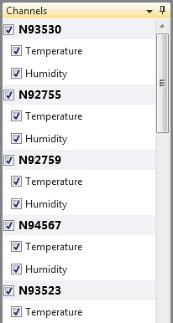 Channels
N93530
Temperature
Humidity
N92755
Temperature
Humidity
N92759
Temperature
Humidity
N94567
Temperature
Humidity
N93523
Temperature